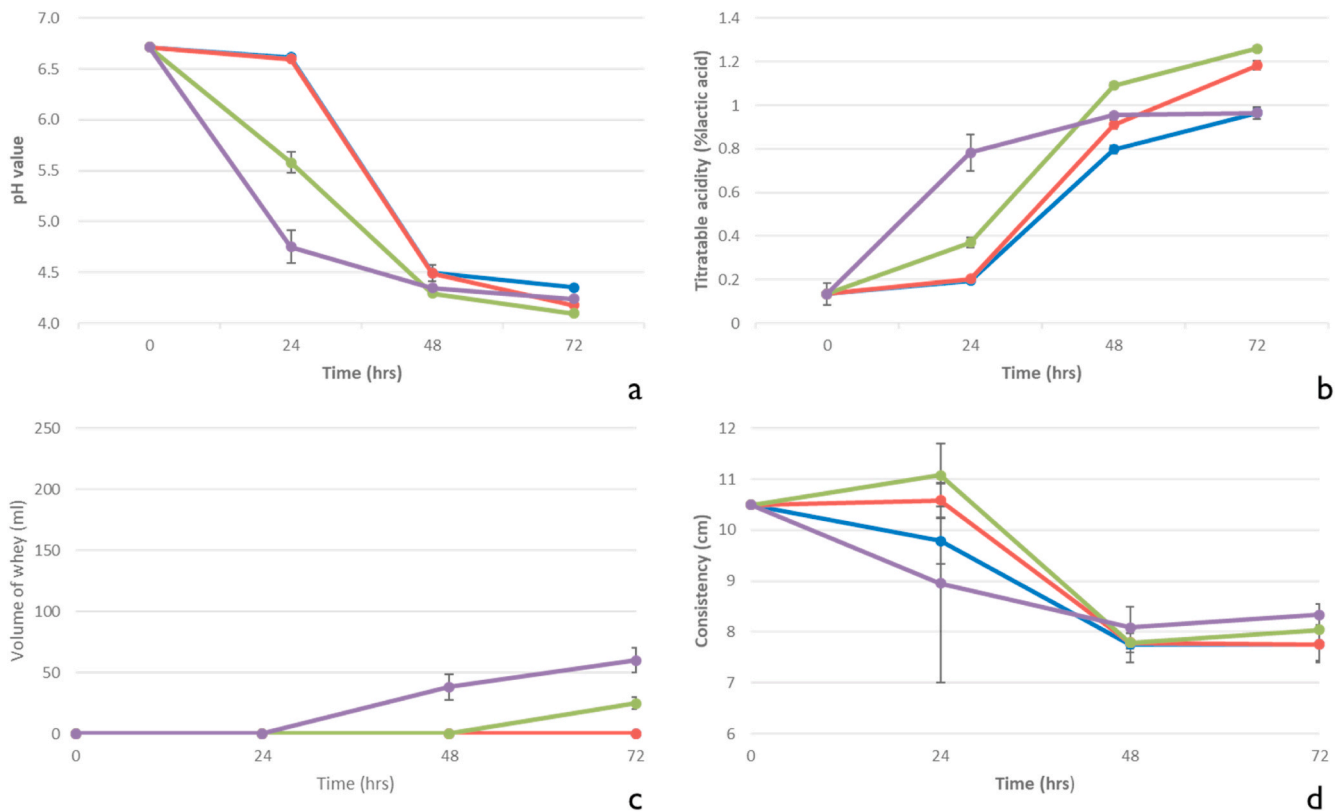 7.0
6.5
6.0
5.5
5.0
4.5
4.0
pH value
0 24 48 72
Time (hrs)
a
1.4
1.2
1
0.8
0.6
0.4
0.2
0
Titratable acidity (%lactic acid)
0 24 48 72
Time (hrs)
b
250
200
150
100
50
0
Volume of whey (ml)
0 24 48 72
Time (hrs)
c
12
11
10
9
8
7
6
Consistency (cm)
0 24 48 72
Time (hrs)
d